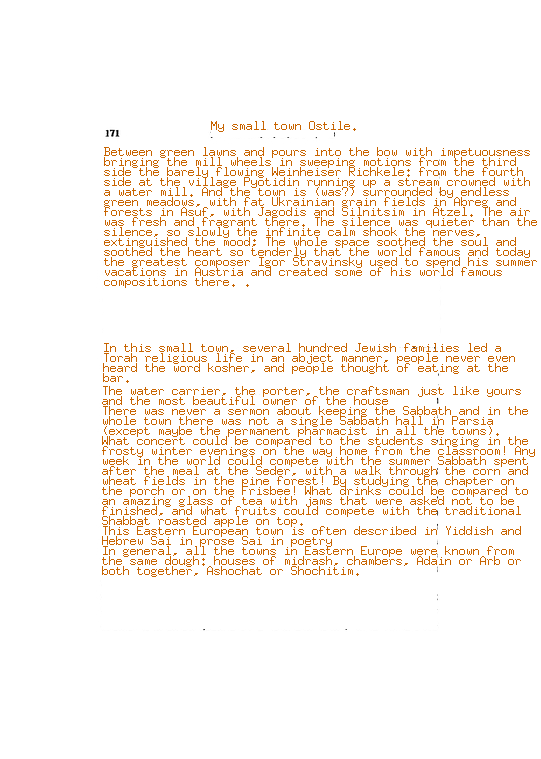 My small town Ostile.
171
Between green lawns and pours into the bow with impetuousness
bringing the mill wheels in sweeping motions from the third
side the barely flowing Weinheiser Richkele; from the fourth
side at the village Pyotidin running up a stream crowned with
a water mill. And the town is (was?) surrounded by endless
green meadows, with fat Ukrainian grain fields in Abreg and
forests in Asuf, with Jagodis and Silnitsim in Atzel. The air
was fresh and fragrant there. The silence was quieter than the
silence, so slowly the infinite calm shook the nerves,
extinguished the mood; The whole space soothed the soul and
soothed the heart so tenderly that the world famous and today
the greatest composer Igor Stravinsky used to spend his summer
vacations in Austria and created some of his world famous
compositions there. .
In this small town, several hundred Jewish families led a
Torah religious life in an abject manner, people never even
heard the word kosher, and people thought of eating at the
bar.
The water carrier, the porter, the craftsman just like yours
and the most beautiful owner of the house
There was never a sermon about keeping the Sabbath and in the
whole town there was not a single Sabbath hall in Parsia
(except maybe the permanent pharmacist in all the towns).
What concert could be compared to the students singing in the
frosty winter evenings on the way home from the classroom! Any
week in the world could compete with the summer Sabbath spent
after the meal at the Seder, with a walk through the corn and
wheat fields in the pine forest! By studying the chapter on
the porch or on the Frisbee! What drinks could be compared to
an amazing glass of tea with jams that were asked not to be
finished, and what fruits could compete with the traditional
Shabbat roasted apple on top.
This Eastern European town is often described in Yiddish and
Hebrew Sai in prose Sai in poetry
In general, all the towns in Eastern Europe were known from
the same dough: houses of midrash, chambers, Adain or Arb or
both together, Ashochat or Shochitim.